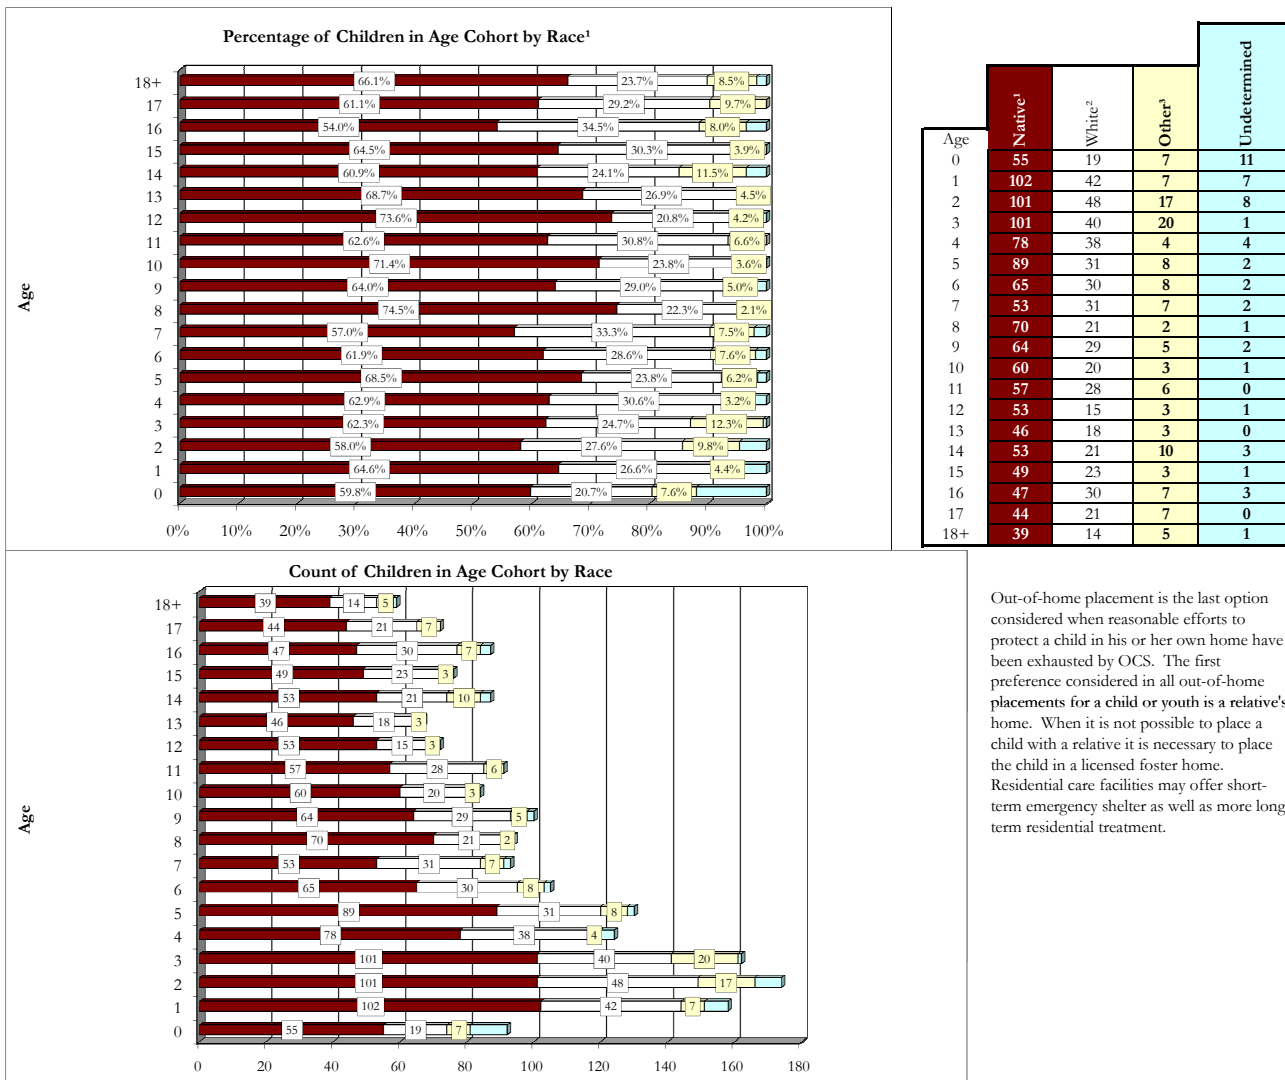 Percentage of Children in Age Cohort by Race¹
Age
18+ 66.1% 23.7% 8.5%
17 61.1% 29.2% 9.7%
16 54.0% 34.5% 8.0%
15 64.5% 30.3% 3.9%
14 60.9% 24.1% 11.5%
13 68.7% 26.9% 4.5%
12 73.6% 20.8% 4.2%
11 62.6% 30.8% 6.6%
10 71.4% 23.8% 3.6%
9 64.0% 29.0% 5.0%
8 74.5% 22.3% 2.1%
7 57.0% 33.3% 7.5%
6 61.9% 28.6% 7.6%
5 68.5% 23.8% 6.2%
4 62.9% 30.6% 3.2%
3 62.3% 24.7% 12.3%
2 58.0% 27.6% 9.8%
1 64.6% 26.6% 4.4%
0 59.8% 20.7% 7.6%
0% 10% 20% 30% 40% 50% 60% 70% 80% 90% 100%
Age Native¹ White² Other³ Undetermined
0 55 19 7 11
1 102 42 7 7
2 101 48 17 8
3 101 40 20 1
4 78 38 4 4
5 89 31 8 2
6 65 30 8 2
7 53 31 7 2
8 70 21 2 1
9 64 29 5 2
10 60 20 3 1
11 57 28 6 0
12 53 15 3 1
13 46 18 3 0
14 53 21 10 3
15 49 23 3 1
16 47 30 7 3
17 44 21 7 0
18+ 39 14 5 1
Count of Children in Age Cohort by Race
Age
18+ 39 14 5
17 44 21 7
16 47 30 7
15 49 23 3
14 53 21 10
13 46 18 3
12 53 15 3
11 57 28 6
10 60 20 3
9 64 29 5
8 70 21 2
7 53 31 7
6 65 30 8
5 89 31 8
4 78 38 4
3 101 40 20
2 101 48 17
1 102 42 7
0 55 19 7
0 20 40 60 80 100 120 140 160 180
Out-of-home placement is the last option
considered when reasonable efforts to
protect a child in his or her own home have
been exhausted by OCS. The first
preference considered in all out-of-home
placements for a child or youth is a relative's
home. When it is not possible to place a
child with a relative it is necessary to place
the child in a licensed foster home.
Residential care facilities may offer short-
term emergency shelter as well as more long
term residential treatment.